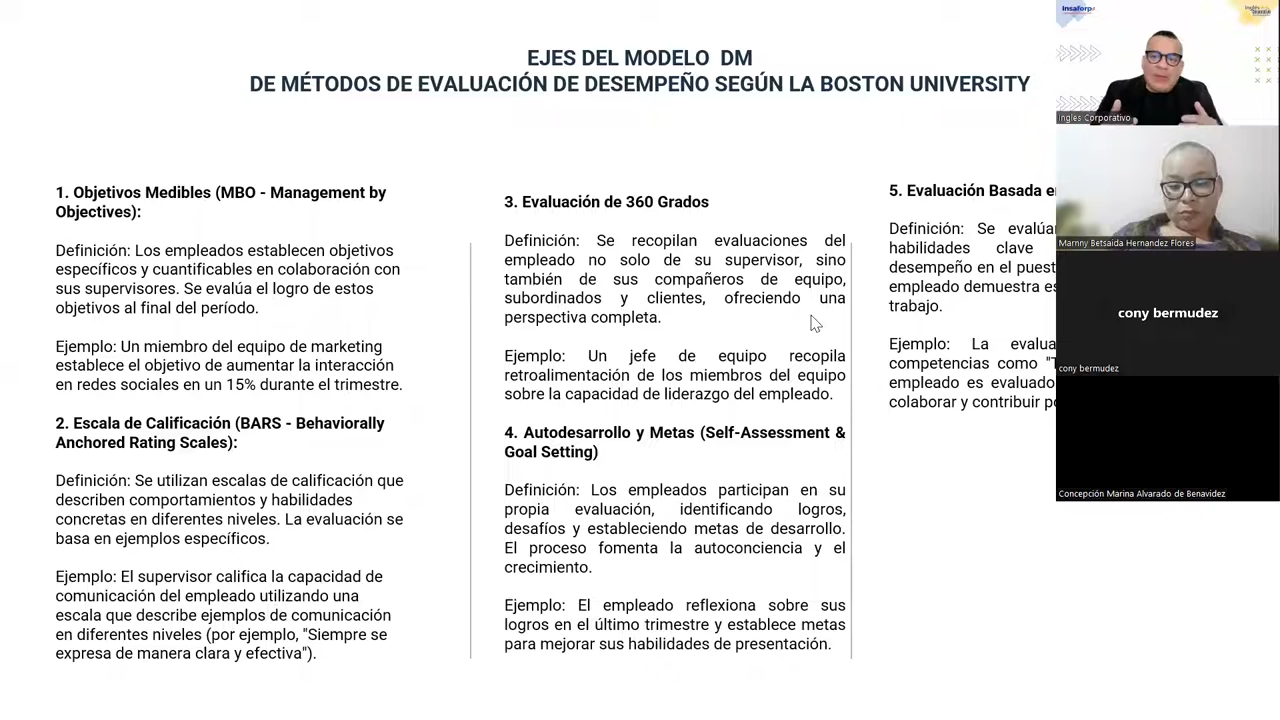 EJES DEL MODELO DM
DE MÉTODOS DE EVALUACIÓN DE DESEMPEÑO SEGÚN LA BOSTON UNIVERSITY
1. Objetivos Medibles (MBO - Management by
Objectives):
Definición: Los empleados establecen objetivos
específicos y cuantificables en colaboración con
sus supervisores. Se evalúa el logro de estos
objetivos al final del período.
Ejemplo: Un miembro del equipo de marketing
establece el objetivo de aumentar la interacción
en redes sociales en un 15% durante el trimestre.
2. Escala de Calificación (BARS - Behaviorally
Anchored Rating Scales):
Definición: Se utilizan escalas de calificación que
describen comportamientos y habilidades
concretas en diferentes niveles. La evaluación se
basa en ejemplos específicos.
Ejemplo: El supervisor califica la capacidad de
comunicación del empleado utilizando una
escala que describe ejemplos de comunicación
en diferentes niveles (por ejemplo, "Siempre se
expresa de manera clara y efectiva").
3. Evaluación de 360 Grados
Definición: Se recopilan evaluaciones del
empleado no solo de su supervisor, sino
también de sus compañeros de equipo,
subordinados y clientes, ofreciendo una
perspectiva completa.
Ejemplo: Un jefe de equipo recopila
retroalimentación de los miembros del equipo
sobre la capacidad de liderazgo del empleado.
4. Autodesarrollo y Metas (Self-Assessment &
Goal Setting)
Definición: Los empleados participan en su
propia evaluación, identificando logros,
desafíos y estableciendo metas de desarrollo.
El proceso fomenta la autoconciencia y el
crecimiento.
Ejemplo: El empleado reflexiona sobre sus
logros en el último trimestre y establece metas
para mejorar sus habilidades de presentación.
5. Evaluación Basada
Definición: Se
habilidades clave
desempeño en el
empleado demuestra
trabajo.
Ejemplo: La
competencias como
empleado es evaluado
colaborar y contribuir
Insaforp
Ingles Corporativo
Marnny Betsaida Hernandez Flores
cony bermudez
cony bermudez
Concepción Marina Alvarado de Benavidez